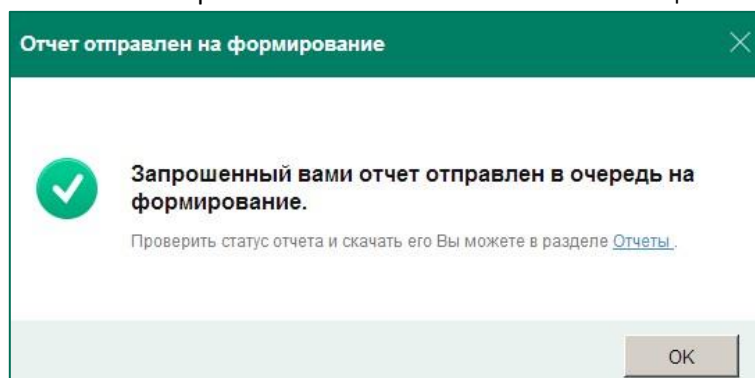 Отчет отправлен на формирование
Запрошенный вами отчет отправлен в очередь на
формирование.
Проверить статус отчета и скачать его Вы можете в разделе Отчеты .
OK